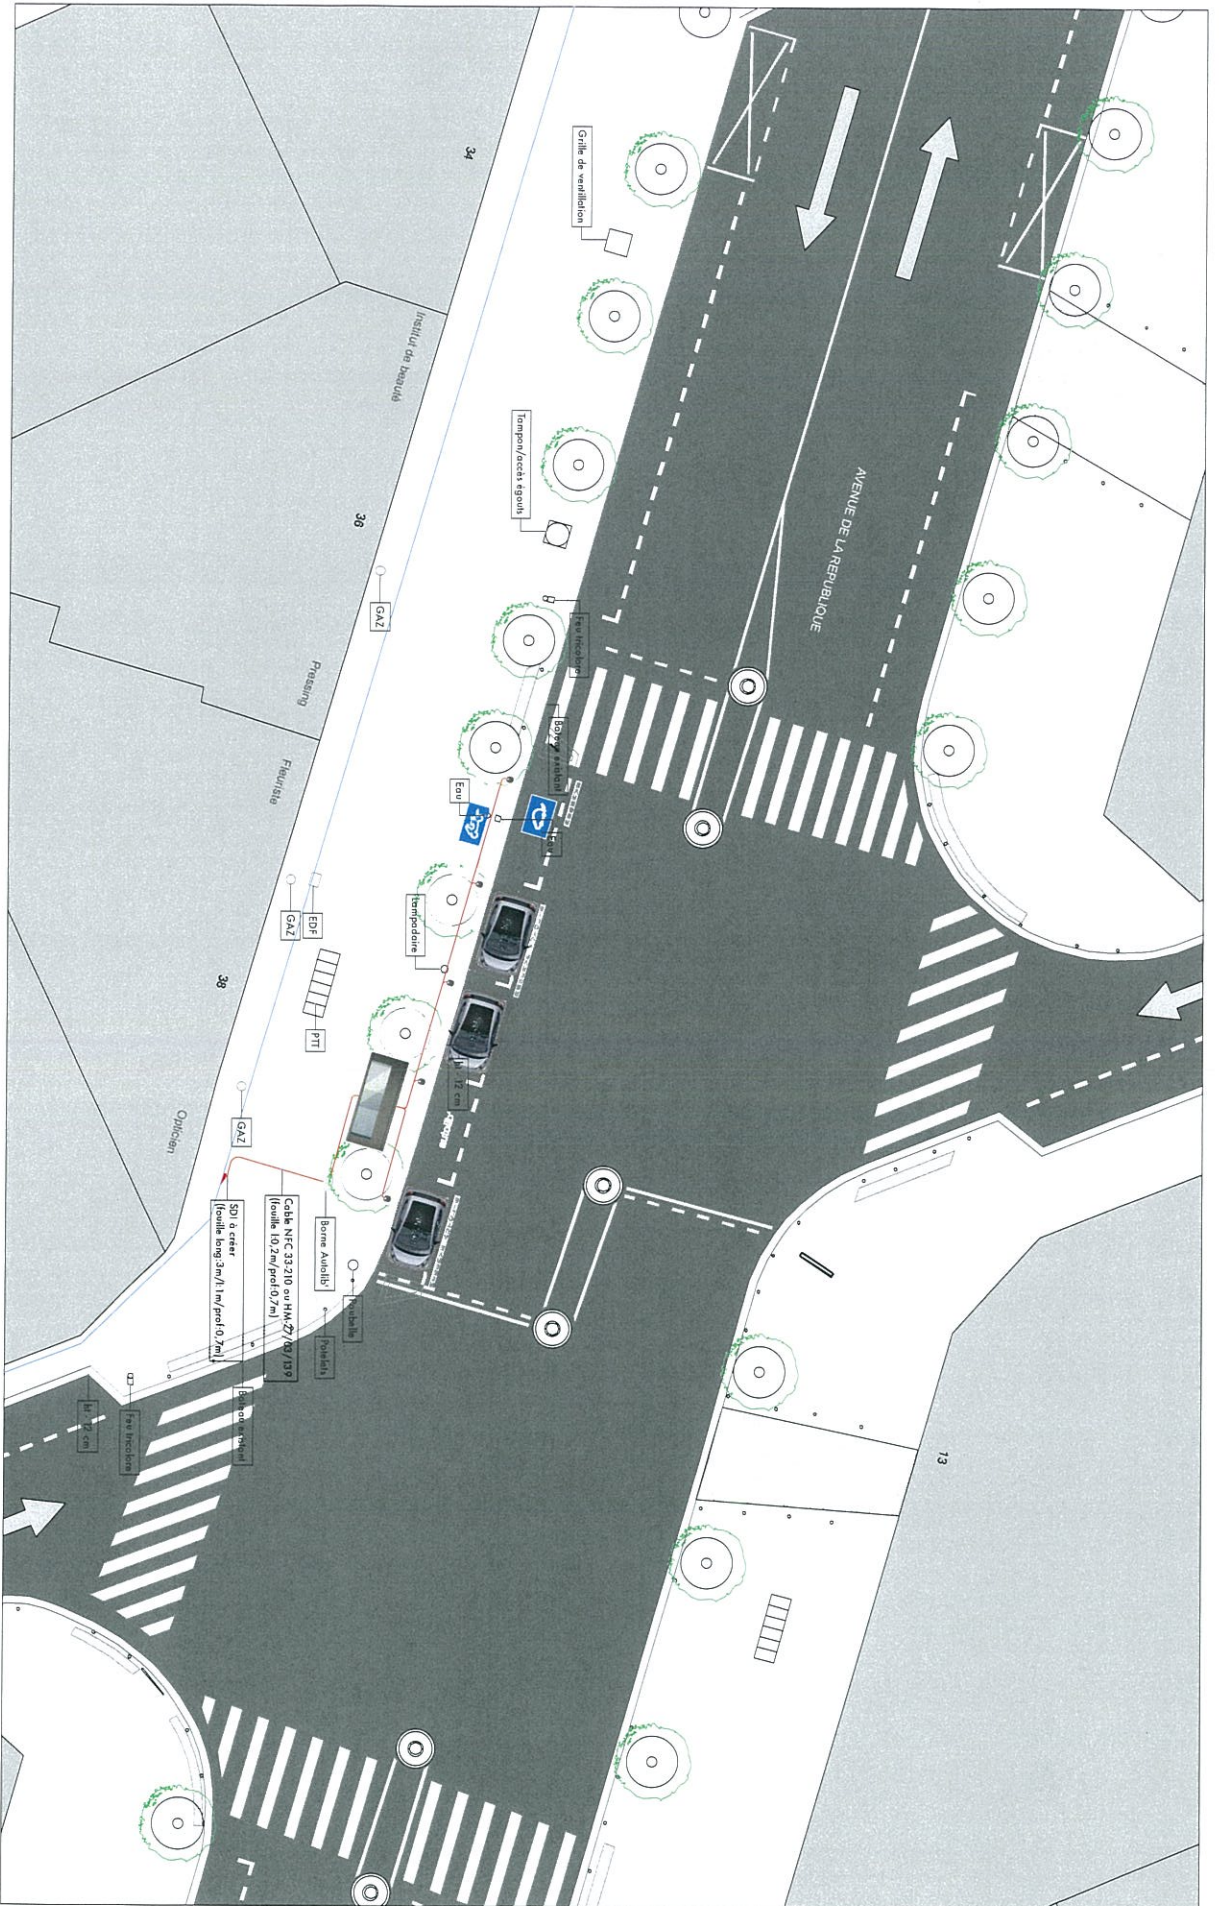 34
Institut de beauté
Grille de ventillation
36
Tampon/accès égouts
AVENUE DE LA REPUBLIQUE
GAZ
Feu tricolore
Pressing
Fleuriste
Bateau existant
Eau
Eau
GAZ
EDF
Lampadaire
38
PTT
ht - 12 cm
GAZ
Opticien
SDI à créer
(fouille long:3m/l:1m/prof:0,7m)
Cable NFC 33-210 ou HM-27/03/139
(fouille l:0,2m/prof:0,7m)
Borne Autolib'
Poubelle
Potelets
Bateau existant
Feu tricolore
ht - 12 cm
13